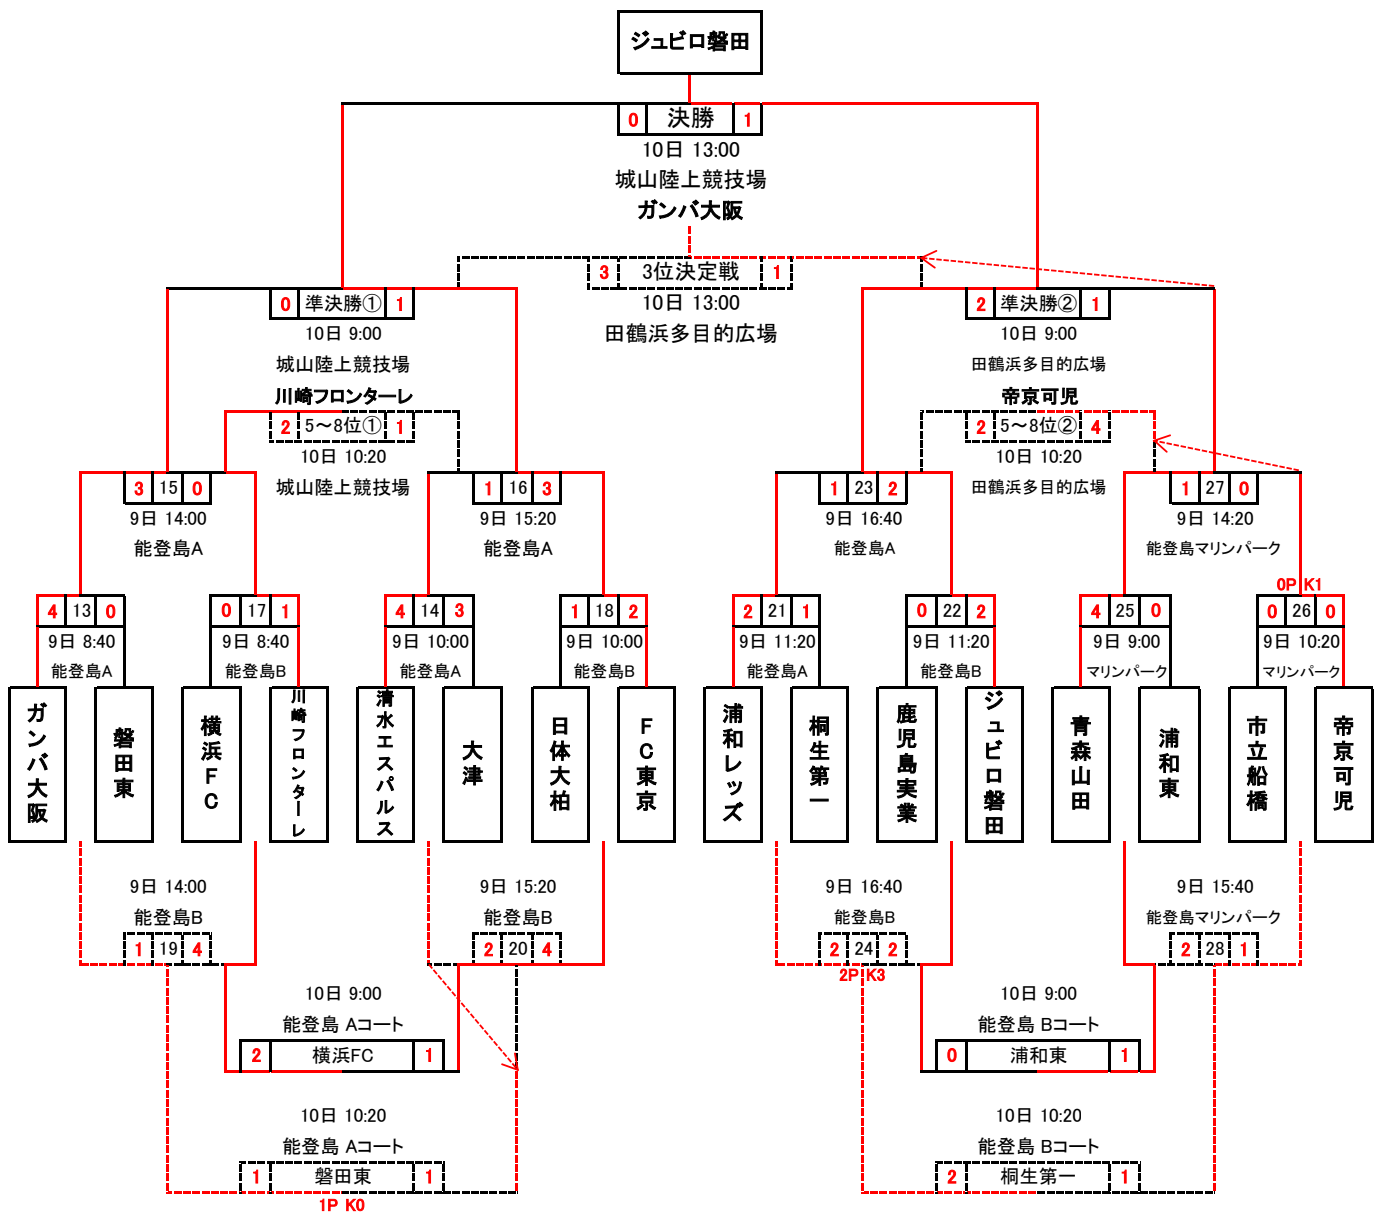 ジュビロ磐田
0 決勝 1
10日 13:00
城山陸上競技場
ガンバ大阪
3 3位決定戦 1
10日 13:00
田鶴浜多目的広場
0 準決勝① 1
10日 9:00
城山陸上競技場
2 準決勝② 1
10日 9:00
田鶴浜多目的広場
川崎フロンターレ
2 5～8位① 1
10日 10:20
城山陸上競技場
帝京可児
2 5～8位② 4
10日 10:20
田鶴浜多目的広場
3 15 0
9日 14:00
能登島A
1 16 3
9日 15:20
能登島A
1 23 2
9日 16:40
能登島A
1 27 0
9日 14:20
能登島マリンパーク
4 13 0
9日 8:40
能登島A
0 17 1
9日 8:40
能登島B
4 14 3
9日 10:00
能登島A
1 18 2
9日 10:00
能登島B
2 21 1
9日 11:20
能登島A
0 22 2
9日 11:20
能登島B
4 25 0
9日 9:00
マリンパーク
0P K1
0 26 0
9日 10:20
マリンパーク
ガンバ大阪
磐田東
横浜FC
川崎フロンターレ
清水エスパルス
大津
日体大柏
FC東京
浦和レッズ
桐生第一
鹿児島実業
ジュビロ磐田
青森山田
浦和東
市立船橋
帝京可児
9日 14:00
能登島B
1 19 4
9日 15:20
能登島B
2 20 4
9日 16:40
能登島B
2 24 2
2P K3
9日 15:40
能登島マリンパーク
2 28 1
10日 9:00
能登島 Aコート
2 横浜FC 1
10日 9:00
能登島 Bコート
0 浦和東 1
10日 10:20
能登島 Aコート
1 磐田東 1
1P K0
10日 10:20
能登島 Bコート
2 桐生第一 1